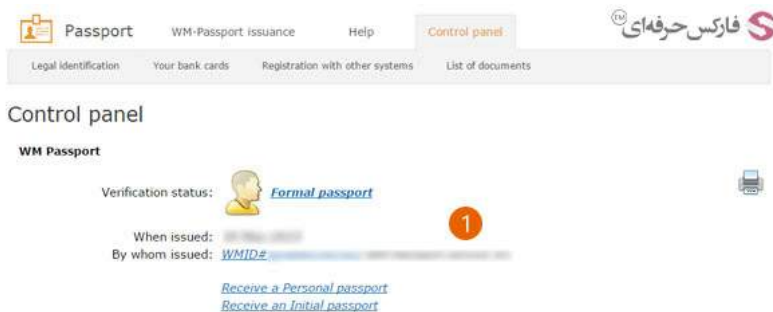 Passport WM-Passport issuance Help Control panel فارکس حرفه‌ای™
Legal identification Your bank cards Registration with other systems List of documents
Control panel
WM Passport
Verification status: Formal passport
1
When issued:
By whom issued: WMID#
Receive a Personal passport
Receive an Initial passport